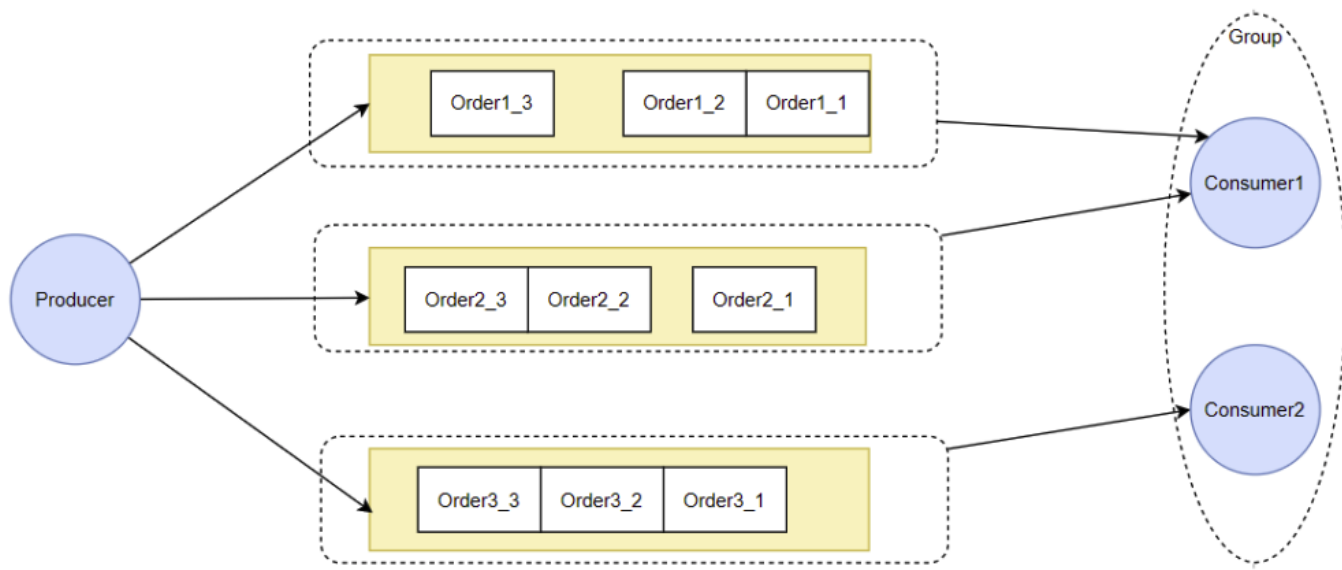 Group
Order1_3
Order1_2
Order1_1
Consumer1
Producer
Order2_3
Order2_2
Order2_1
Consumer2
Order3_3
Order3_2
Order3_1